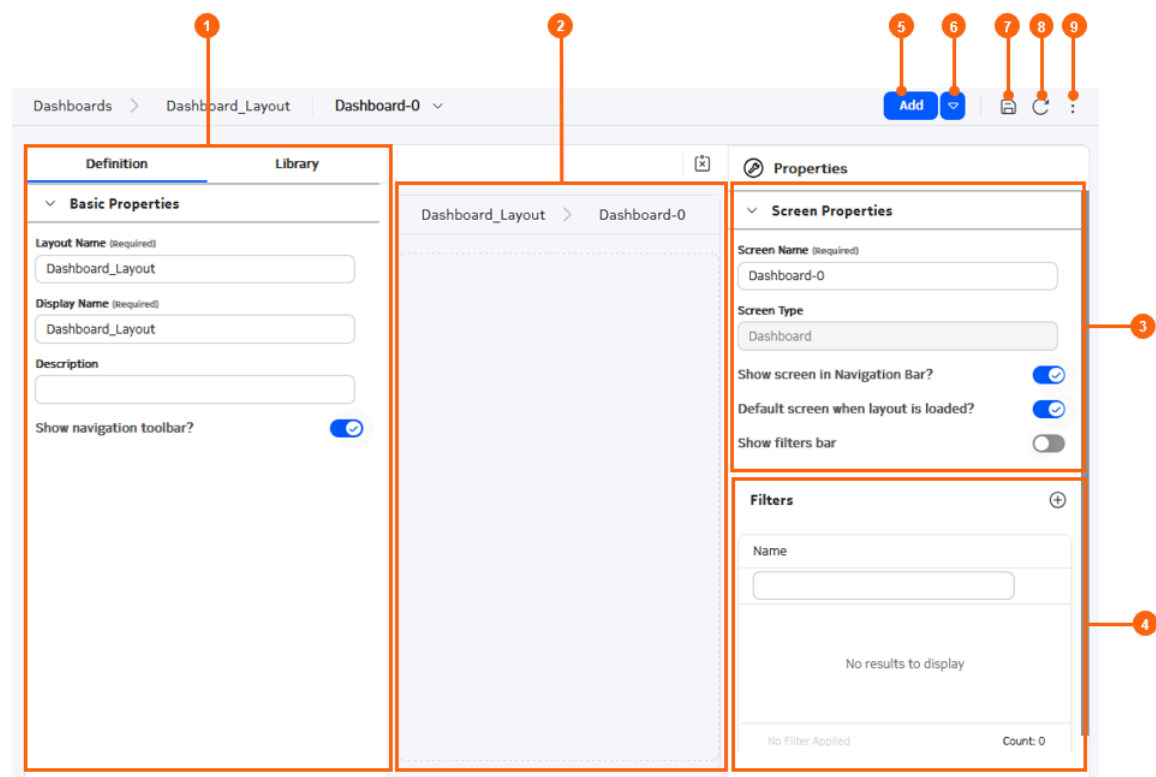 1
2
5
6
7
8
9
Dashboards
Dashboard_Layout
Dashboard-0
Add
Definition
Library
Basic Properties
Layout Name (Required)
Dashboard_Layout
Display Name (Required)
Dashboard_Layout
Description
Show navigation toolbar?
Dashboard_Layout
Dashboard-0
Properties
Screen Properties
Screen Name (Required)
Dashboard-0
Screen Type
Dashboard
Show screen in Navigation Bar?
Default screen when layout is loaded?
Show filters bar
3
Filters
Name
No results to display
No Filter Applied
Count: 0
4